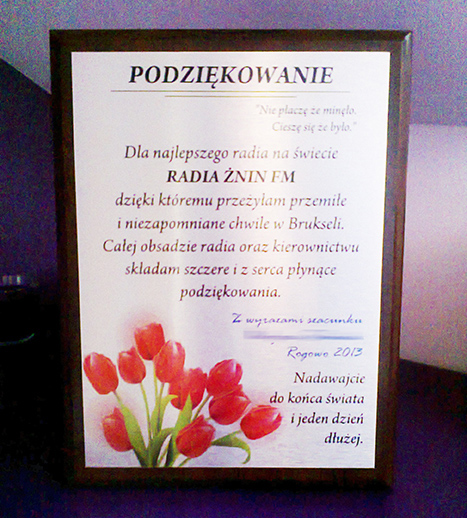 PODZIĘKOWANIE
"Nie płaczę że minęło.
Cieszę się że było."
Dla najlepszego radia na świecie
RADIA ŻNIN FM
dzięki któremu przeżyłam przemiłe
i niezapomniane chwile w Brukseli.
Całej obsadzie radia oraz kierownictwu
składam szczere i z serca płynące
podziękowania.
Z wyrazami szacunku
Rogowo 2013
Nadawajcie
do końca świata
i jeden dzień
dłużej.